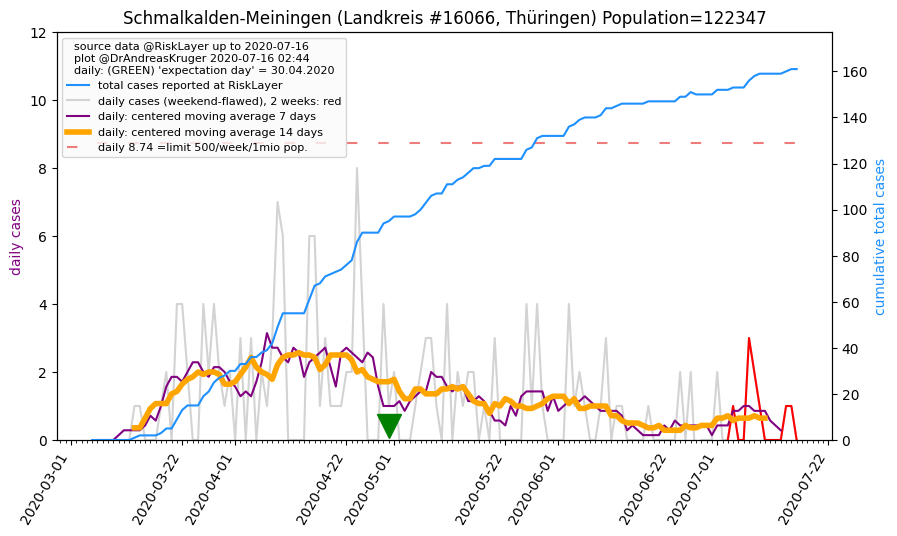 Schmalkalden-Meiningen (Landkreis #16066, Thüringen) Population=122347
source data @RiskLayer up to 2020-07-16
plot @DrAndreasKruger 2020-07-16 02:44
daily: (GREEN) 'expectation day' = 30.04.2020
total cases reported at RiskLayer
daily cases (weekend-flawed), 2 weeks: red
daily: centered moving average 7 days
daily: centered moving average 14 days
daily 8.74 =limit 500/week/1mio pop.
daily cases
12
10
8
6
4
2
0
cumulative total cases
160
140
120
100
80
60
40
20
0
2020-03-01
2020-03-22
2020-04-01
2020-04-22
2020-05-01
2020-05-22
2020-06-01
2020-06-22
2020-07-01
2020-07-22